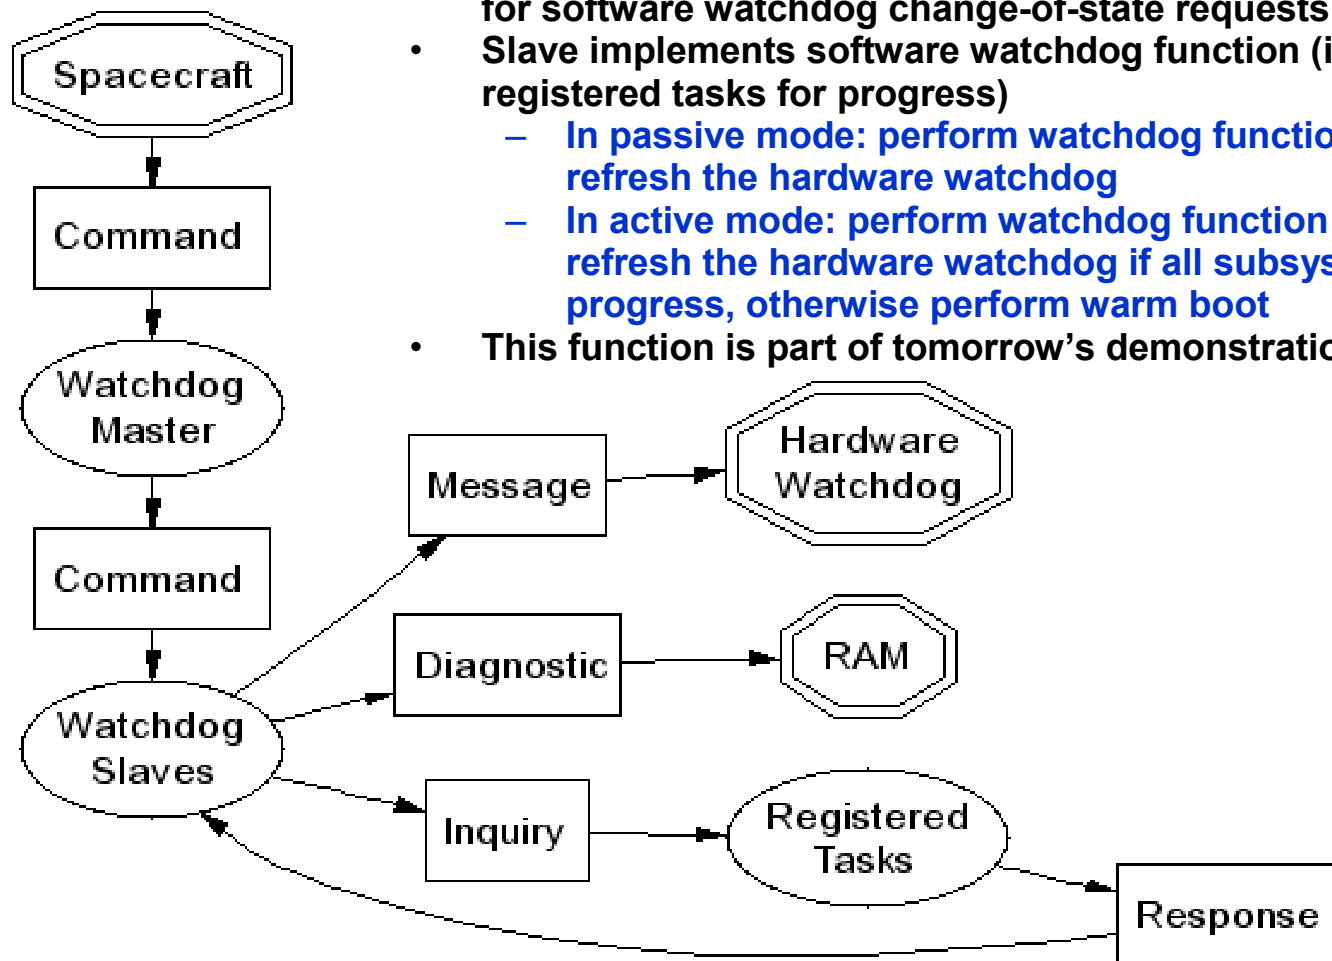 for software watchdog change-of-state requests
• Slave implements software watchdog function (i
registered tasks for progress)
– In passive mode: perform watchdog functio
refresh the hardware watchdog
– In active mode: perform watchdog function
refresh the hardware watchdog if all subsys
progress, otherwise perform warm boot
• This function is part of tomorrow’s demonstratio
Spacecraft
Command
Watchdog
Master
Command
Watchdog
Slaves
Message
Hardware
Watchdog
Diagnostic
RAM
Inquiry
Registered
Tasks
Response